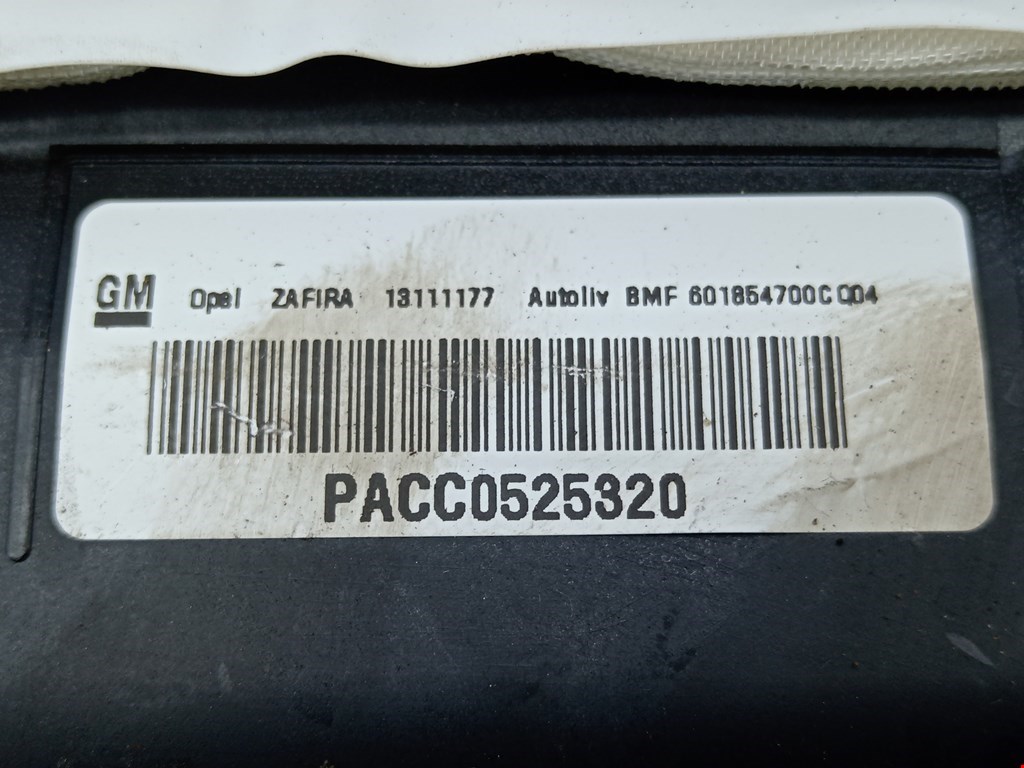 GM Opel ZAFIRA 13111177 Autoliv BMF 601854700C Q04
PACC0525320